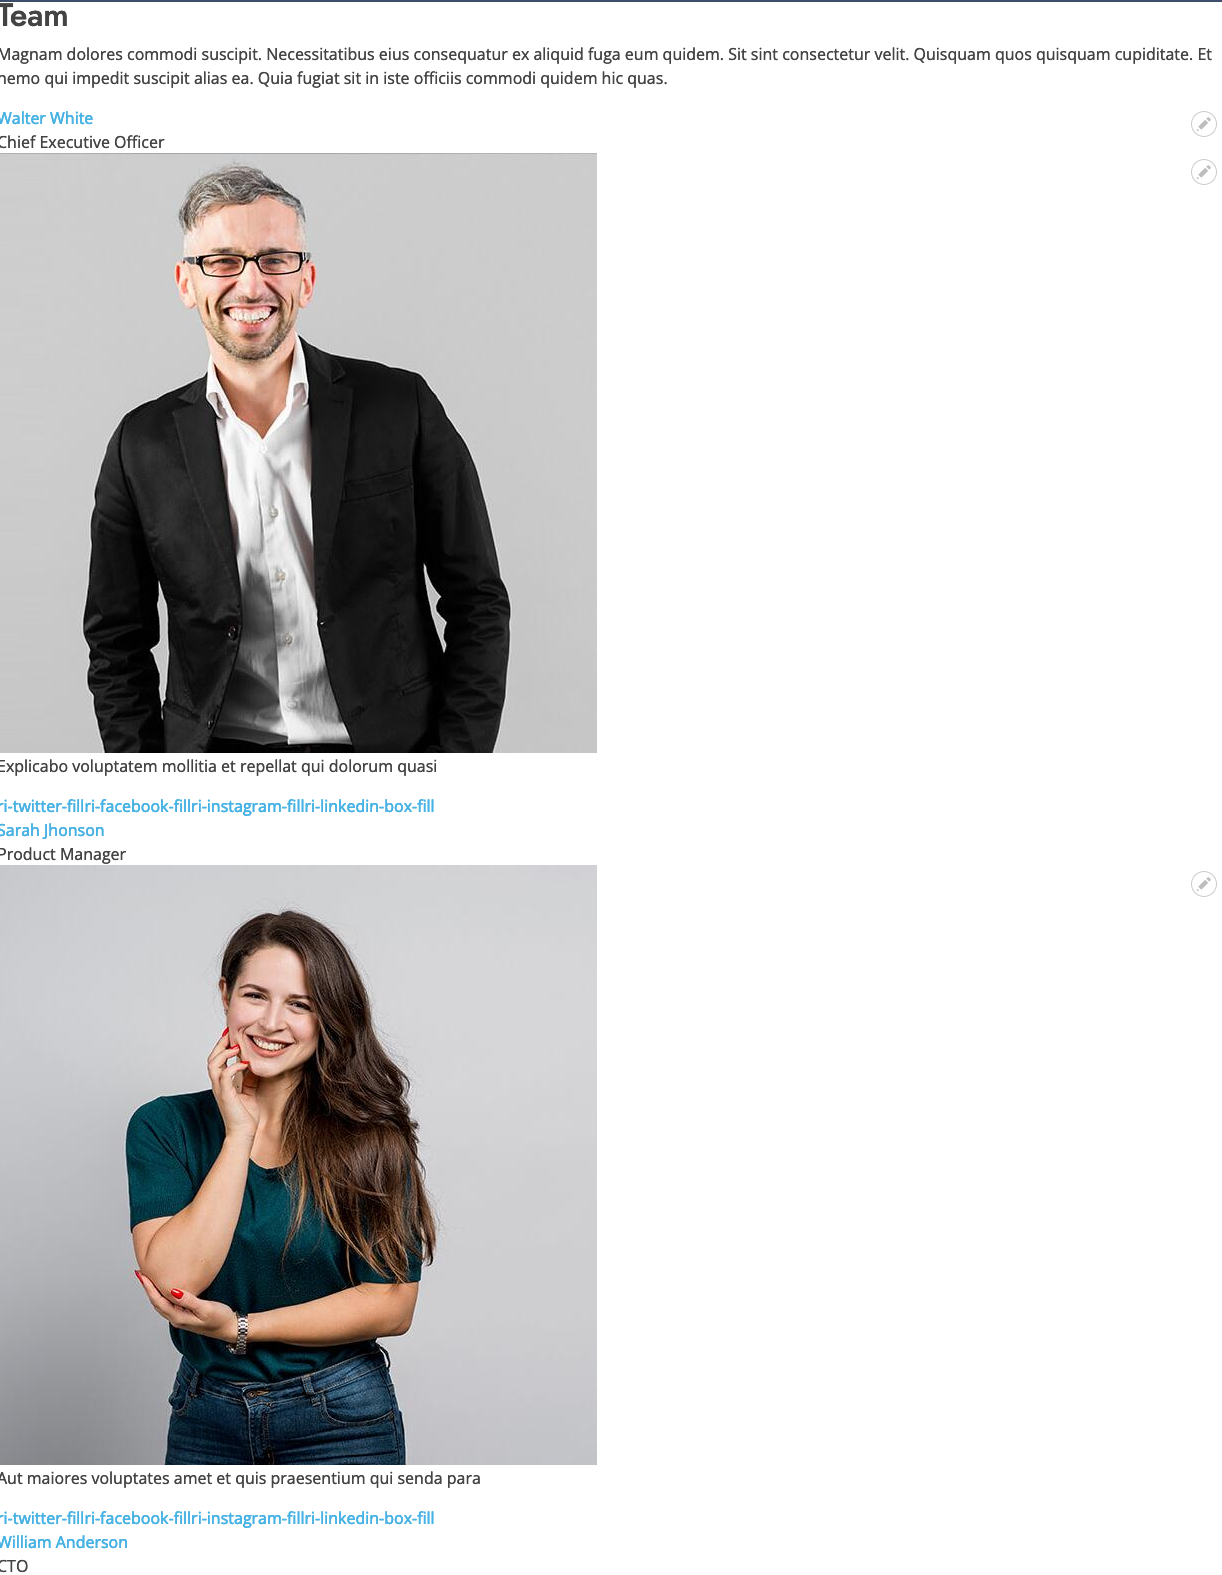 Team
Magnam dolores commodi suscipit. Necessitatibus eius consequatur ex aliquid fuga eum quidem. Sit sint consectetur velit. Quisquam quos quisquam cupiditate. Et
nemo qui impedit suscipit alias ea. Quia fugiat sit in iste officiis commodi quidem hic quas.
Walter White
Chief Executive Officer
Explicabo voluptatem mollitia et repellat qui dolorum quasi
ri-twitter-fillri-facebook-fillri-instagram-fillri-linkedin-box-fill
Sarah Jhonson
Product Manager
Aut maiores voluptates amet et quis praesentium qui senda para
ri-twitter-fillri-facebook-fillri-instagram-fillri-linkedin-box-fill
William Anderson
CTO